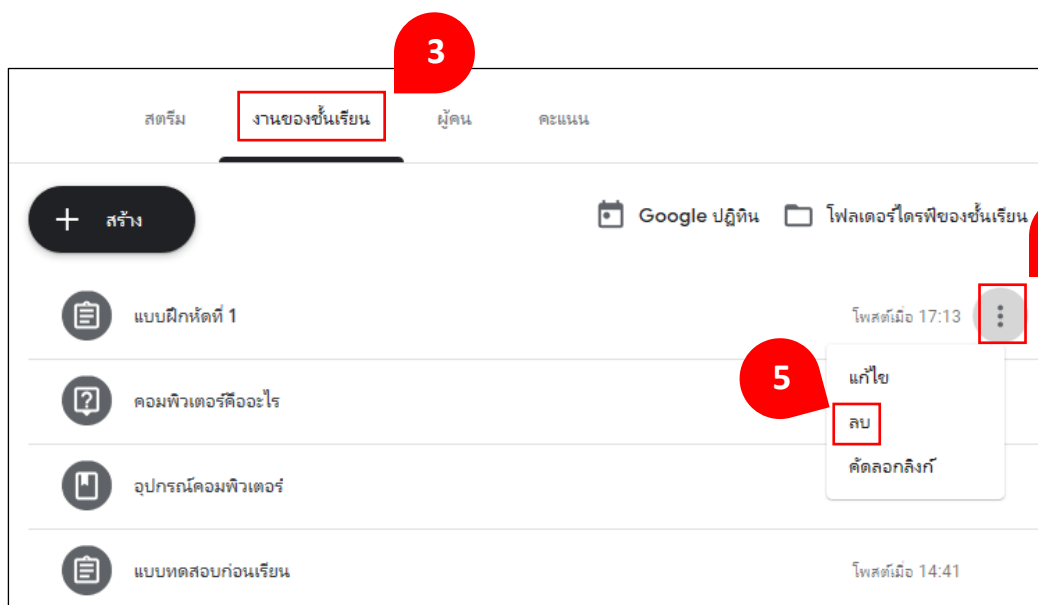 3
สตรีม งานของชั้นเรียน ผู้คน คะแนน
+ สร้าง Google ปฏิทิน โฟลเดอร์ไดรฟ์ของชั้นเรียน
แบบฝึกหัดที่ 1 โพสต์เมื่อ 17:13
5 แก้ไข
คอมพิวเตอร์คืออะไร
ลบ
คัดลอกลิงก์
อุปกรณ์คอมพิวเตอร์
แบบทดสอบก่อนเรียน โพสต์เมื่อ 14:41